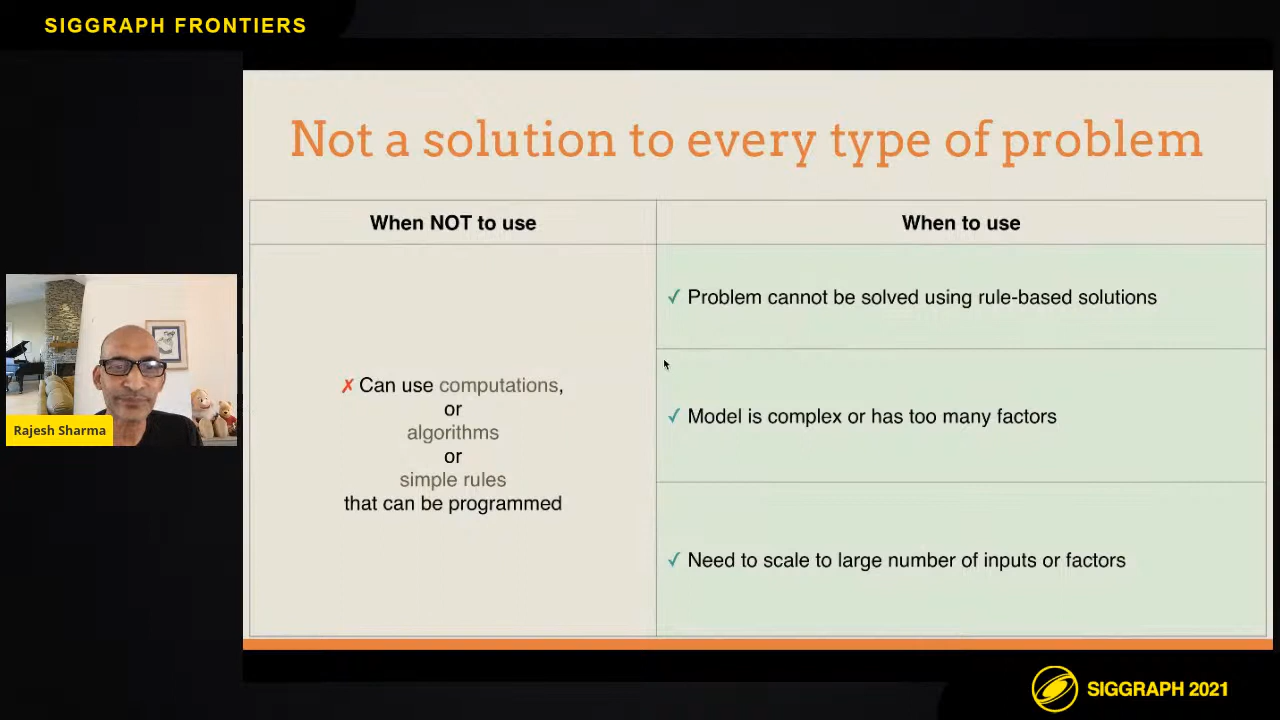 SIGGRAPH FRONTIERS
Not a solution to every type of problem
When NOT to use
When to use
✗ Can use computations,
or
algorithms
or
simple rules
that can be programmed
✓ Problem cannot be solved using rule-based solutions
✓ Model is complex or has too many factors
✓ Need to scale to large number of inputs or factors
Rajesh Sharma
SIGGRAPH 2021